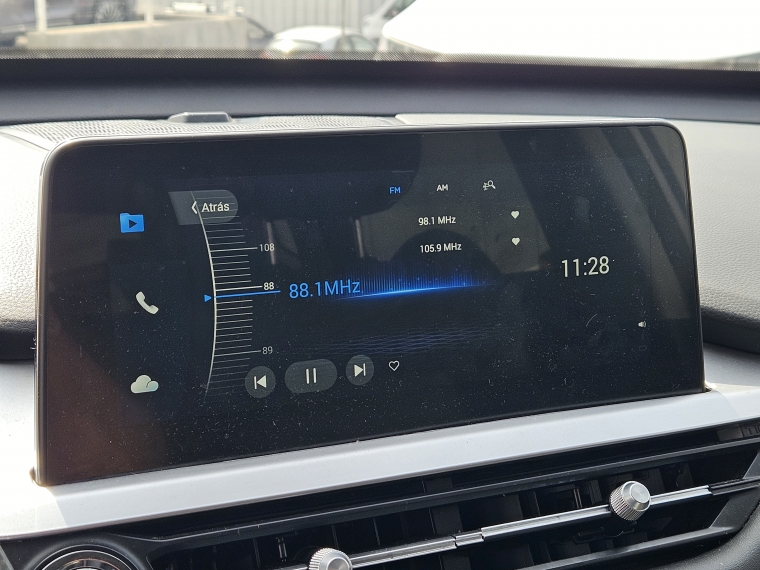 FM AM
Atrás
98.1 MHz
105.9 MHz
108
88
88.1MHz
89
11:28